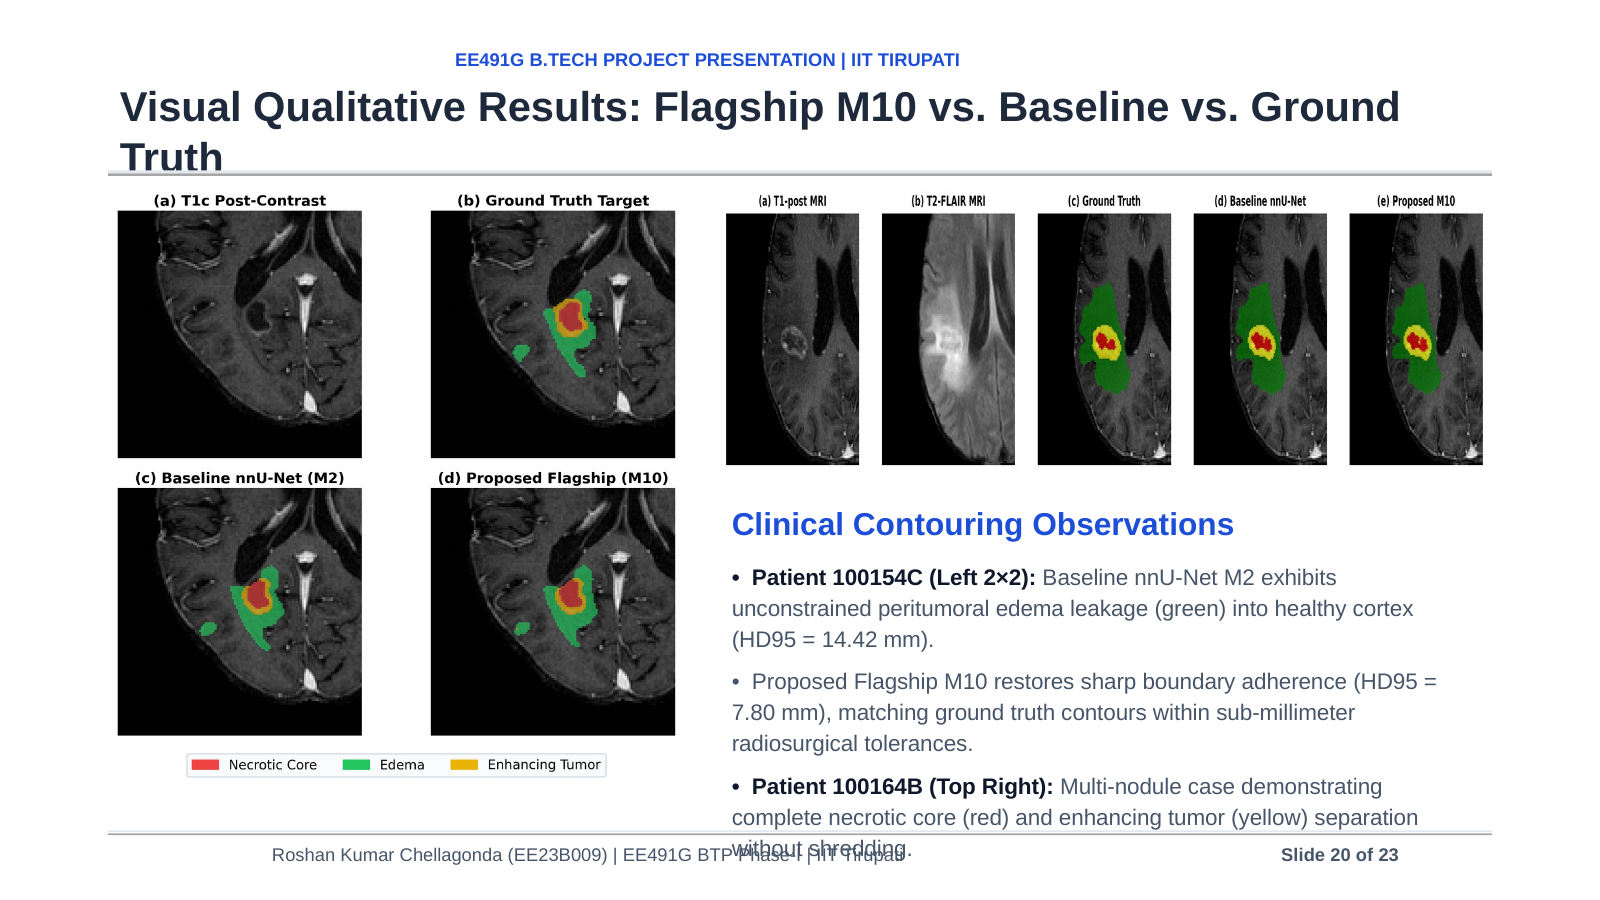 EE491G B.TECH PROJECT PRESENTATION | IIT TIRUPATI
Visual Qualitative Results: Flagship M10 vs. Baseline vs. Ground
Truth
(a) T1c Post-Contrast
(b) Ground Truth Target
(c) Baseline nnU-Net (M2)
(d) Proposed Flagship (M10)
Necrotic Core
Edema
Enhancing Tumor
(a) T1-post MRI
(b) T2-FLAIR MRI
(c) Ground Truth
(d) Baseline nnU-Net
(e) Proposed M10
Clinical Contouring Observations
• Patient 100154C (Left 2×2): Baseline nnU-Net M2 exhibits
unconstrained peritumoral edema leakage (green) into healthy cortex
(HD95 = 14.42 mm).
• Proposed Flagship M10 restores sharp boundary adherence (HD95 =
7.80 mm), matching ground truth contours within sub-millimeter
radiosurgical tolerances.
• Patient 100164B (Top Right): Multi-nodule case demonstrating
complete necrotic core (red) and enhancing tumor (yellow) separation
without shredding.
Roshan Kumar Chellagonda (EE23B009) | EE491G BTP Phase-I | IIT Tirupati
Slide 20 of 23